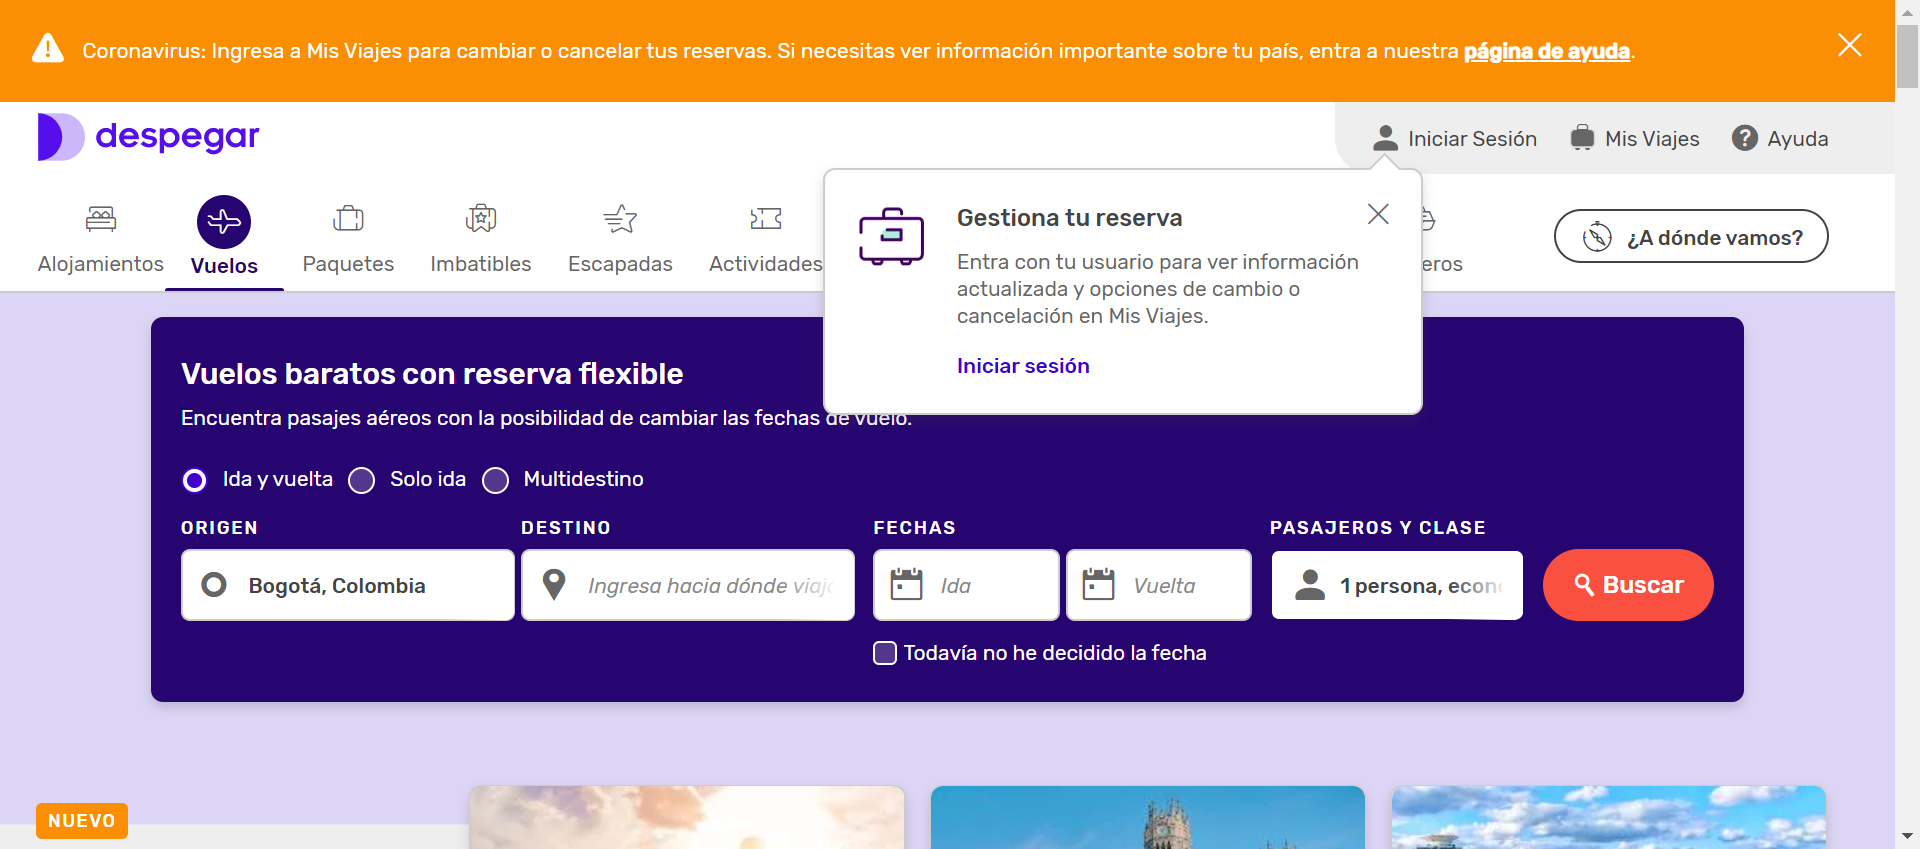 Coronavirus: Ingresa a Mis Viajes para cambiar o cancelar tus reservas. Si necesitas ver información importante sobre tu país, entra a nuestra página de ayuda.
despegar
Iniciar Sesión
Mis Viajes
? Ayuda
Alojamientos
Vuelos
Paquetes
Imbatibles
Escapadas
Actividades
eros
¿A dónde vamos?
Gestiona tu reserva
Entra con tu usuario para ver información
actualizada y opciones de cambio o
cancelación en Mis Viajes.
Iniciar sesión
Vuelos baratos con reserva flexible
Encuentra pasajes aéreos con la posibilidad de cambiar las fechas de vuelo.
Ida y vuelta
Solo ida
Multidestino
ORIGEN
DESTINO
FECHAS
PASAJEROS Y CLASE
Bogotá, Colombia
Ingresa hacia dónde viaja
Ida
Vuelta
1 persona, econ
Buscar
Todavía no he decidido la fecha
NUEVO